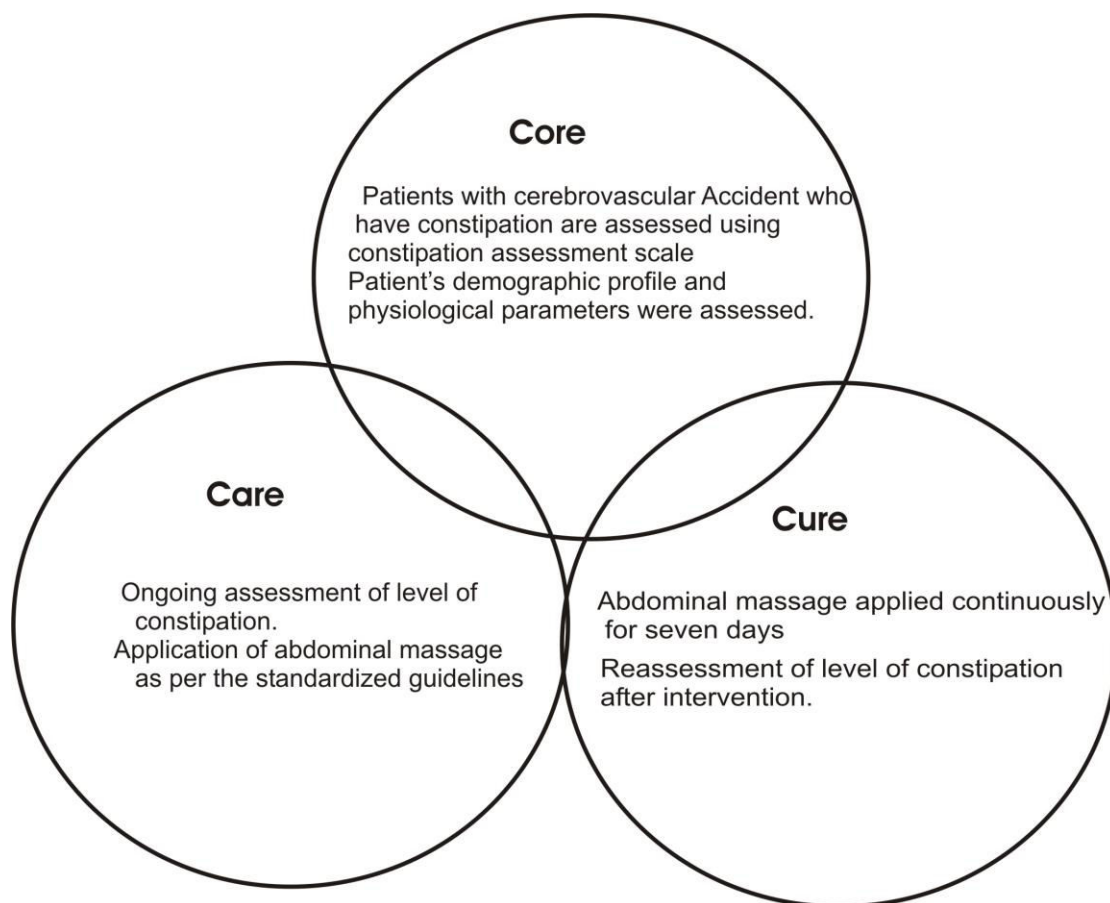 Core
Patients with cerebrovascular Accident who
have constipation are assessed using
constipation assessment scale
Patient's demographic profile and
physiological parameters were assessed.
Care
Ongoing assessment of level of
constipation.
Application of abdominal massage
as per the standardized guidelines
Cure
Abdominal massage applied continuously
for seven days
Reassessment of level of constipation
after intervention.